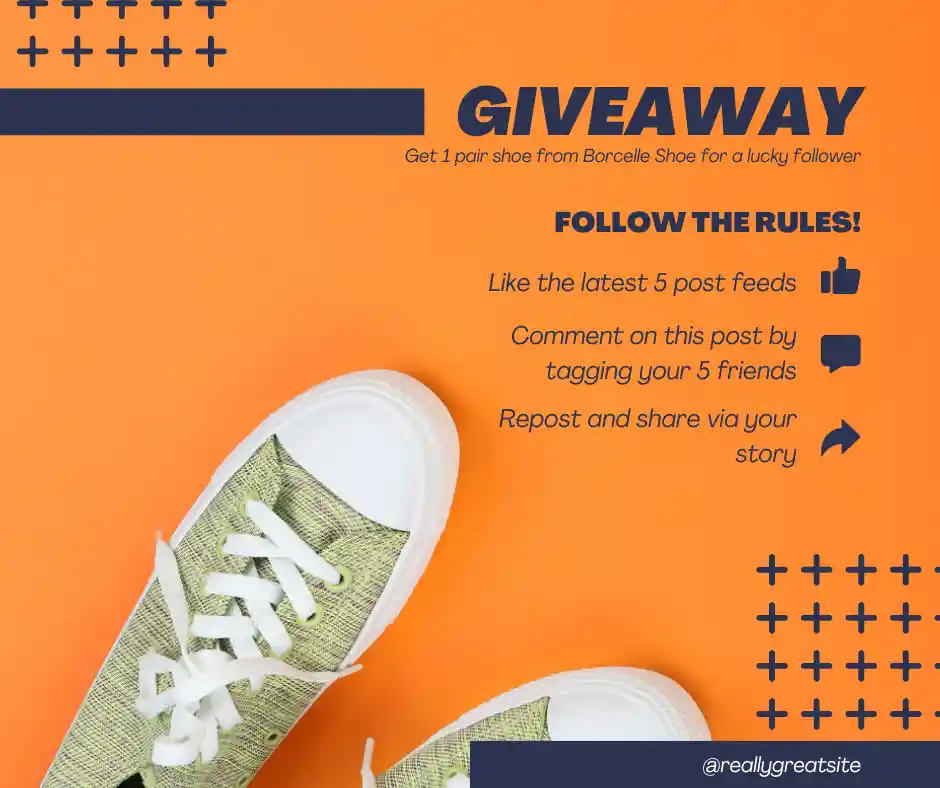 GIVEAWAY
Get 1 pair shoe from Borcelle Shoe for a lucky follower
FOLLOW THE RULES!
Like the latest 5 post feeds
Comment on this post by
tagging your 5 friends
Repost and share via your
story
@reallygreatsite